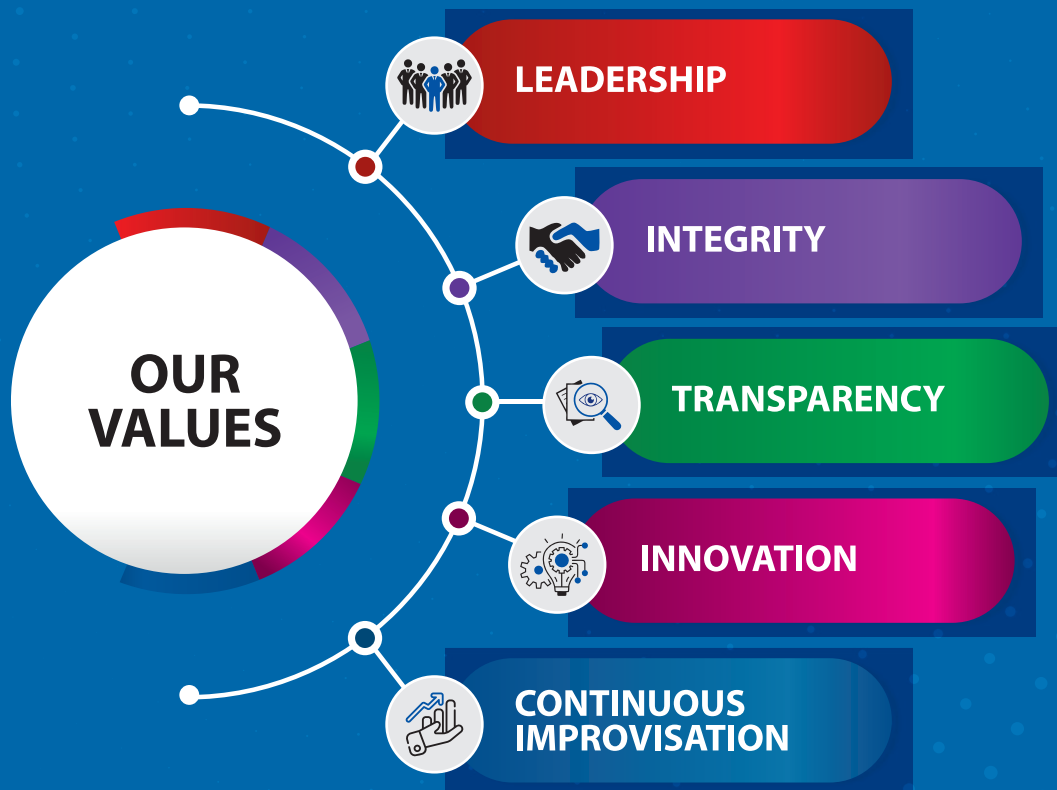 OUR
VALUES
LEADERSHIP
INTEGRITY
TRANSPARENCY
INNOVATION
CONTINUOUS
IMPROVISATION